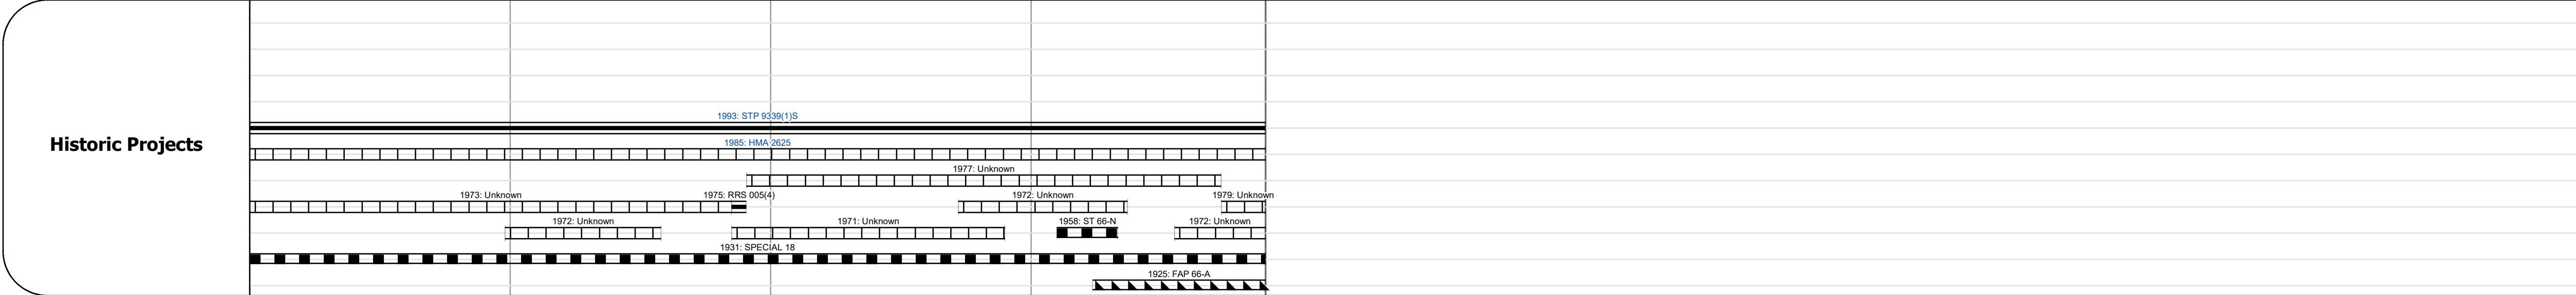 1993: STP 9339(1)S
1985: HMA 2625
Historic Projects
1977: Unknown
1973: Unknown
1975: RRS 005(4)
1972: Unknown
1979: Unknown
1972: Unknown
1971: Unknown
1958: ST 66-N
1972: Unknown
1931: SPECIAL 18
1925: FAP 66-A